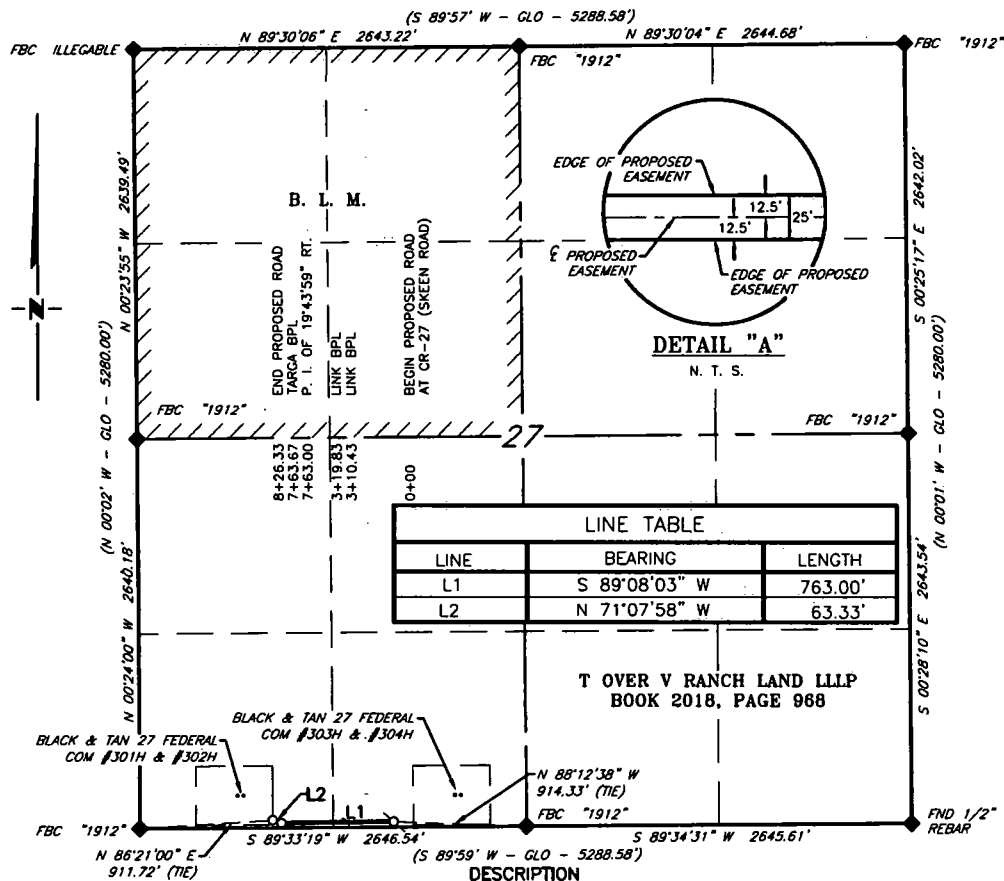 (S 89°57' W - GLO - 5288.58')
N 89°30'06" E 2643.22'
N 89°30'04" E 2644.68'
FBC ILLEGABLE
FBC "1912"
FBC "1912"
N 00°23'55" W 2639.49'
S 00°25'17" E 2642.02'
B. L. M.
EDGE OF PROPOSED
EASEMENT
12.5'
12.5'
25'
℄ PROPOSED
EASEMENT
EDGE OF PROPOSED
EASEMENT
DETAIL "A"
N. T. S.
N
END PROPOSED ROAD
TARGA BPL
P. I. OF 19°43'59" RT.
LINK BPL
LINK BPL
BEGIN PROPOSED ROAD
AT CR-27 (SKEEN ROAD)
(N 00°02' W - GLO - 5280.00')
(N 00°01' W - GLO - 5280.00')
FBC "1912"
27
FBC "1912"
8+26.33
7+63.67
7+63.00
3+19.83
3+10.43
0+00
LINE TABLE
LINE BEARING LENGTH
L1 S 89°08'03" W 763.00'
L2 N 71°07'58" W 63.33'
N 00°24'00" W 2640.18'
S 00°28'10" E 2643.54'
T OVER V RANCH LAND LLLP
BOOK 2018, PAGE 968
BLACK & TAN 27 FEDERAL
COM #301H & #302H
BLACK & TAN 27 FEDERAL
COM #303H & #304H
L2
L1
N 88°12'38" W
914.33' (TIE)
FBC "1912"
FBC "1912"
FND 1/2"
REBAR
S 89°33'19" W 2646.54'
S 89°34'31" W 2645.61'
N 86°21'00" E
911.72' (TIE)
(S 89°59' W - GLO - 5288.58')
DESCRIPTION